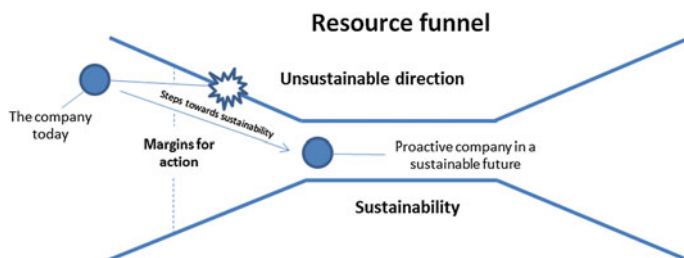 Resource funnel
Unsustainable direction
The company
today
Steps towards sustainability
Margins for
action
Proactive company in a
sustainable future
Sustainability